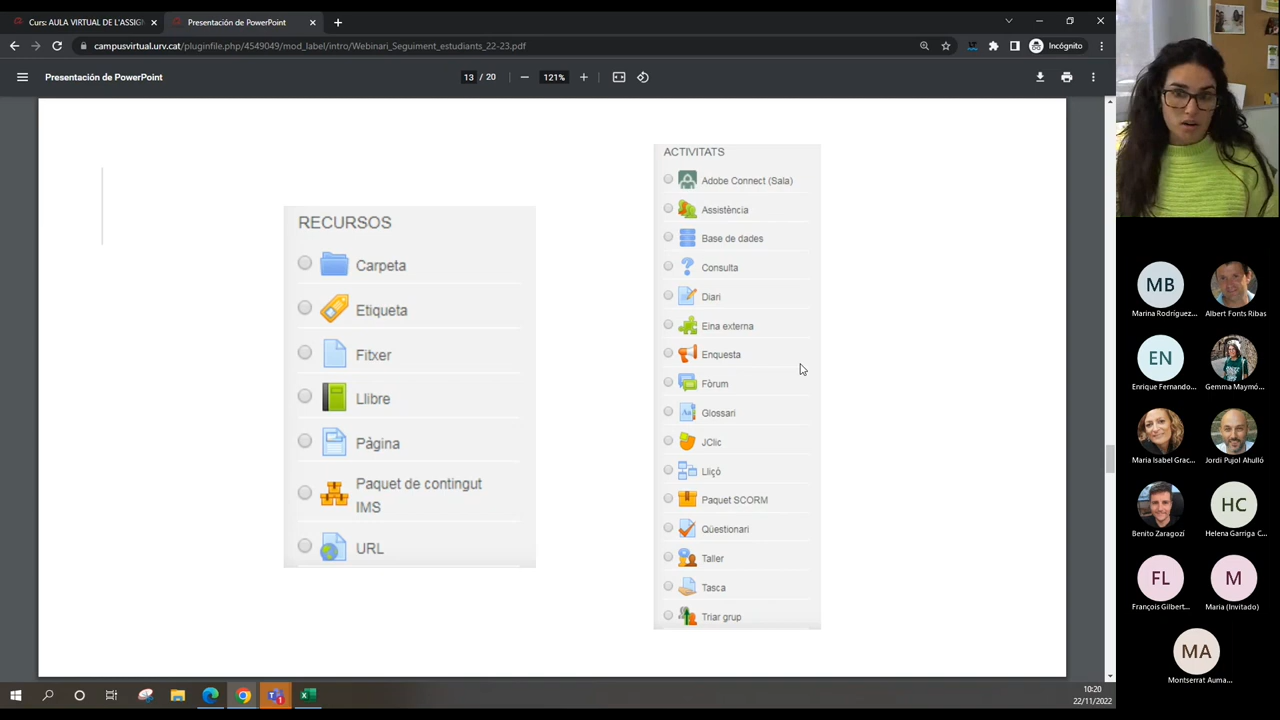 Curs: AULA VIRTUAL DE L'ASSIGN
Presentación de PowerPoint
campusvirtual.urv.cat/pluginfile.php/4549049/mod_label/intro/Webinari_Seguiment_estudiants_22-23.pdf
Incógnito
Presentación de PowerPoint
13 / 20
121%
RECURSOS
Carpeta
Etiqueta
Fitxer
Llibre
Pàgina
Paquet de contingut
IMS
URL
ACTIVITATS
Adobe Connect (Sala)
Assistència
Base de dades
Consulta
Diari
Eina externa
Enquesta
Fòrum
Glossari
JClic
Lliçó
Paquet SCORM
Qüestionari
Taller
Tasca
Triar grup
MB
Marina Rodríguez...
Albert Fonts Ribas
EN
Enrique Fernando...
Gemma Maymó...
María Isabel Grac...
Jordi Pujol Ahulló
Benito Zaragozí
HC
Helena Garriga C...
FL
François Gilbert...
M
Maria (Invitado)
MA
Montserrat Auma...
10:20
22/11/2022